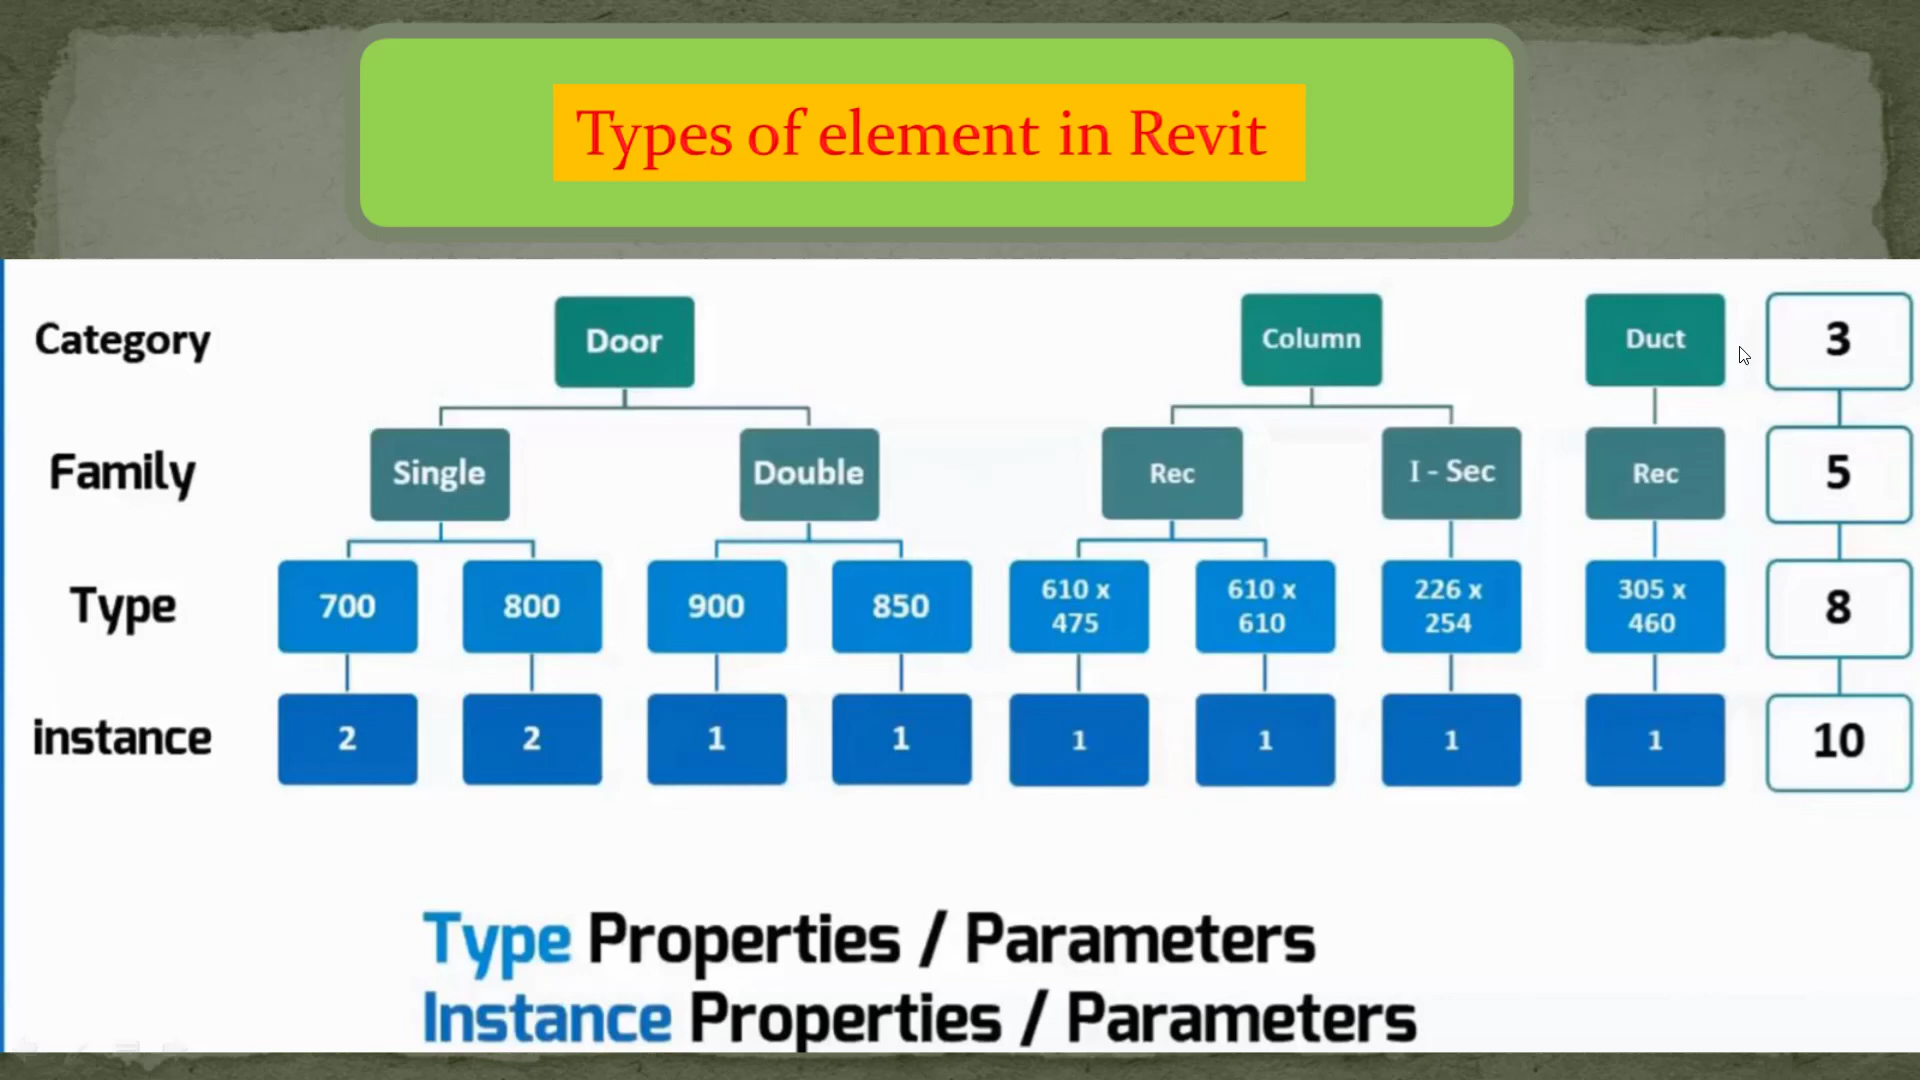 Types of element in Revit
Category
Door
Column
Duct
3
Family
Single
Double
Rec
I - Sec
Rec
5
Type
700
800
900
850
610 x
475
610 x
610
226 x
254
305 x
460
8
instance
2
2
1
1
1
1
1
1
10
Type Properties / Parameters
Instance Properties / Parameters